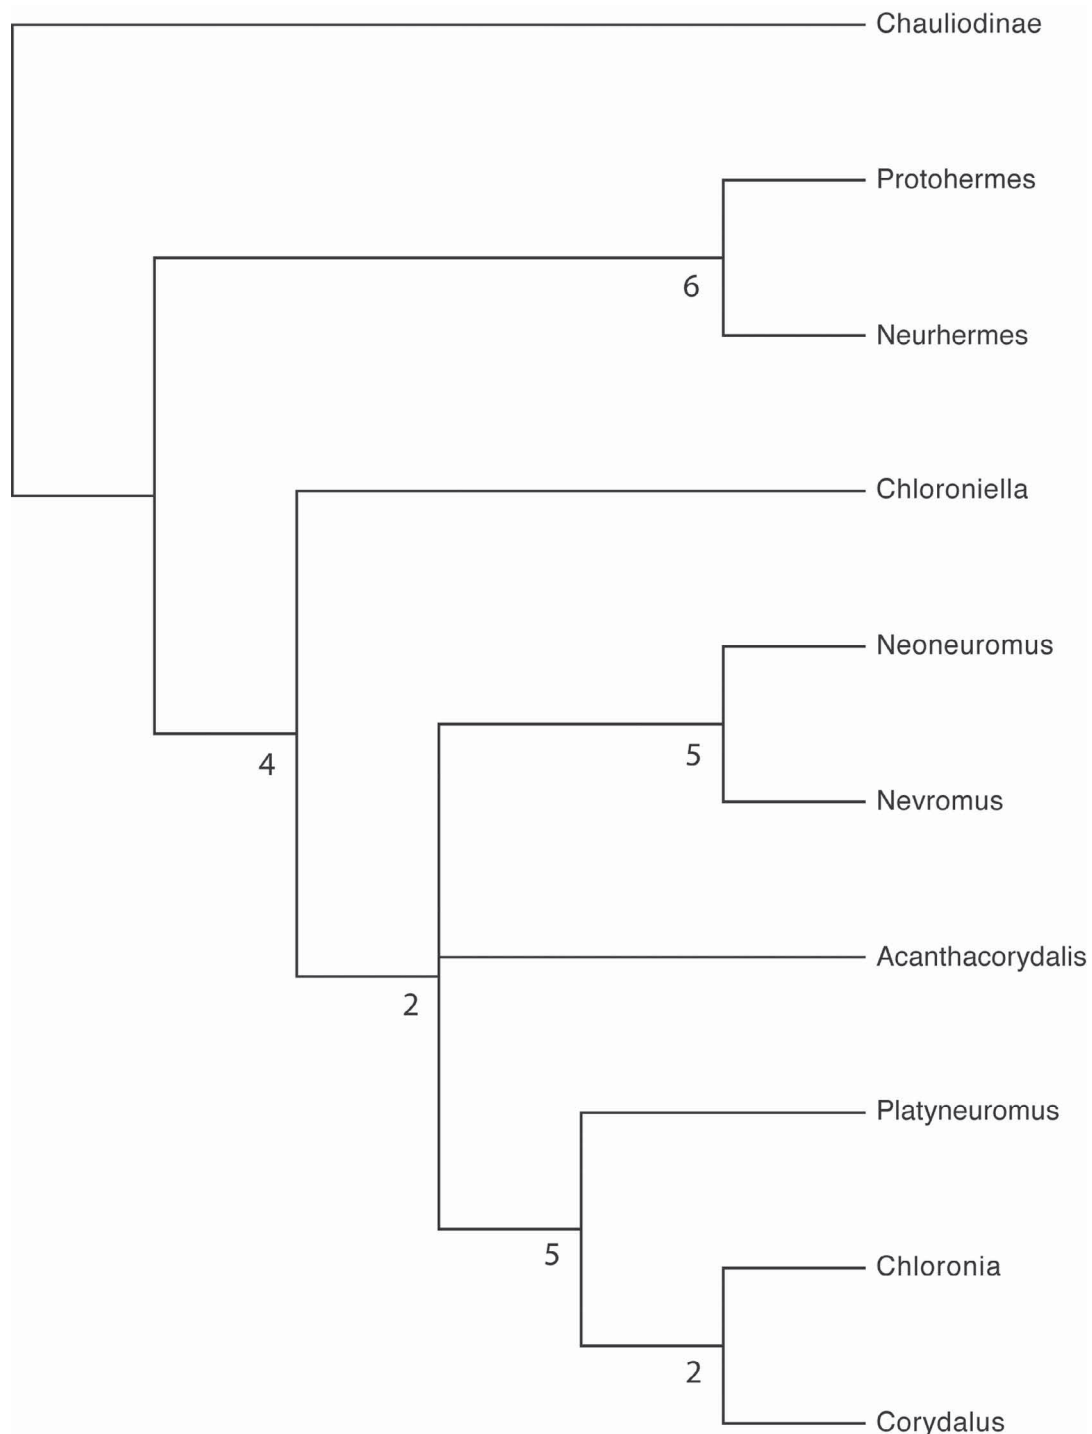 Chauliodinae
Protohermes
6
Neurhermes
Chloroniella
Neoneuromus
5
Nevromus
4
Acanthacorydalis
2
Platyneuromus
5
Chloronia
2
Corydalus